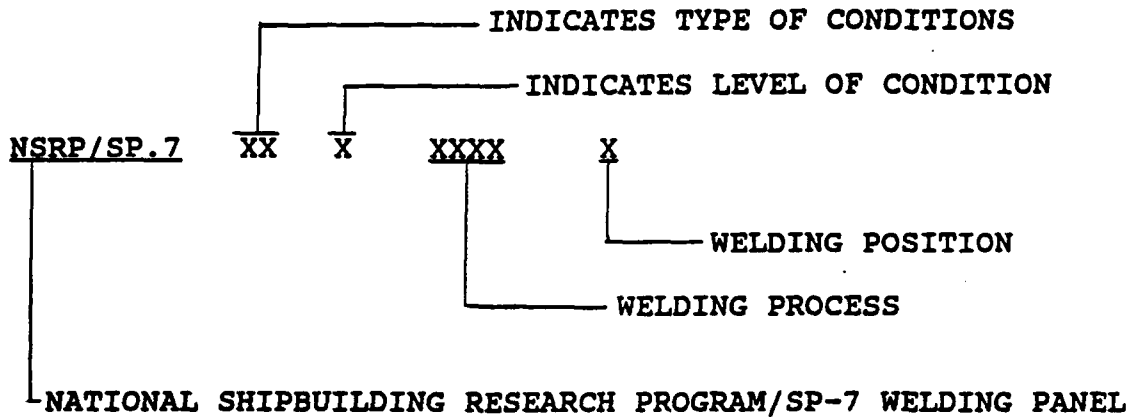 INDICATES TYPE OF CONDITIONS
INDICATES LEVEL OF CONDITION
NSRP/SP.7 XX X XXXX X
WELDING POSITION
WELDING PROCESS
NATIONAL SHIPBUILDING RESEARCH PROGRAM/SP-7 WELDING PANEL